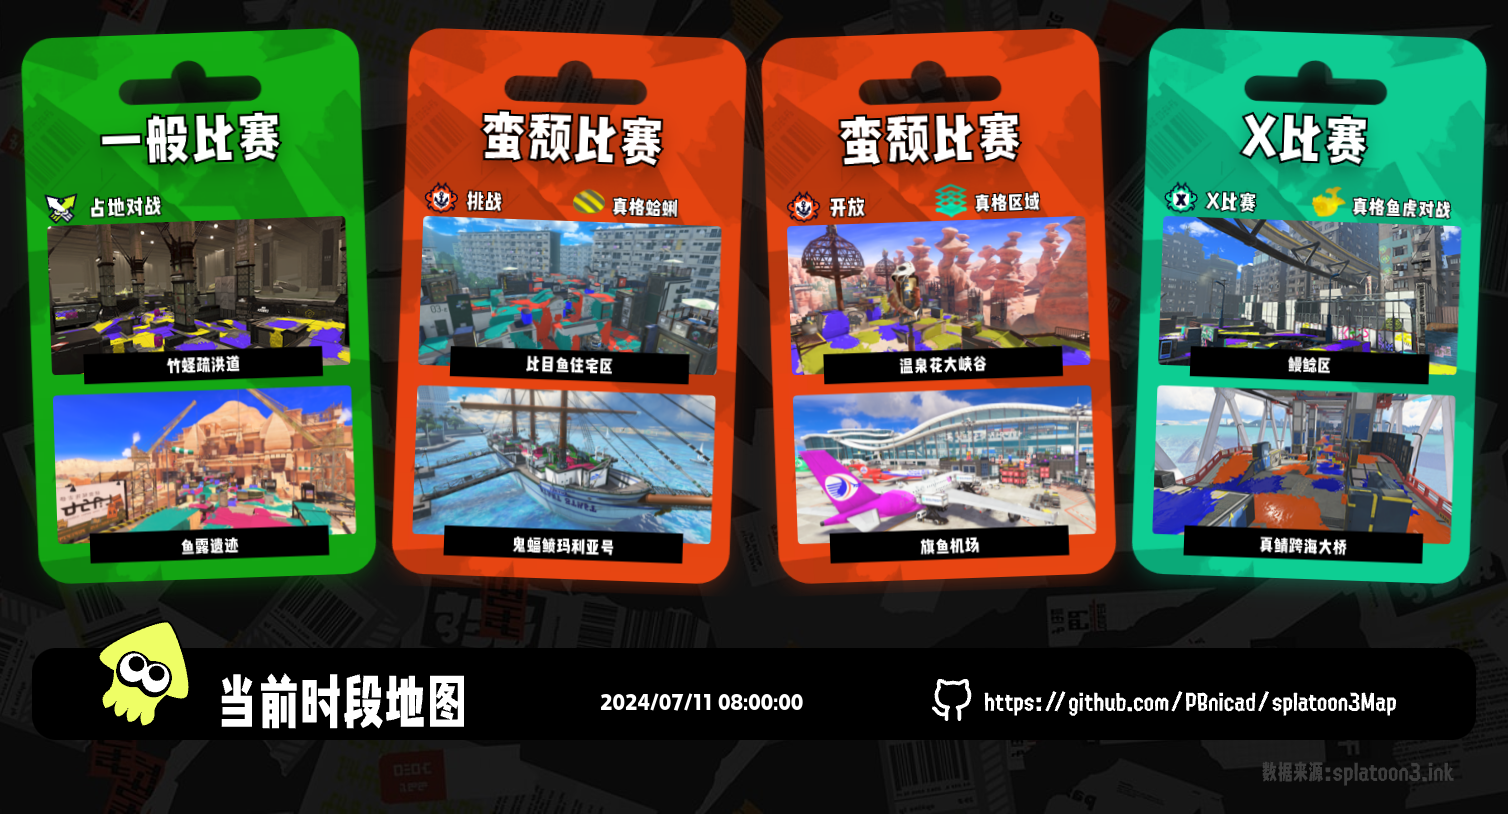 一般比赛
占地对战
竹蛏疏洪道
鱼露遗迹
蛮颓比赛
挑战
真格蛤蜊
比目鱼住宅区
鬼蝠鲼玛利亚号
蛮颓比赛
开放
真格区域
温泉花大峡谷
旗鱼机场
X比赛
X比赛
真格鱼虎对战
鳗鲶区
真鲭跨海大桥
当前时段地图
2024/07/11 08:00:00
https://github.com/PBnicad/splatoon3Map
数据来源:splatoon3.ink